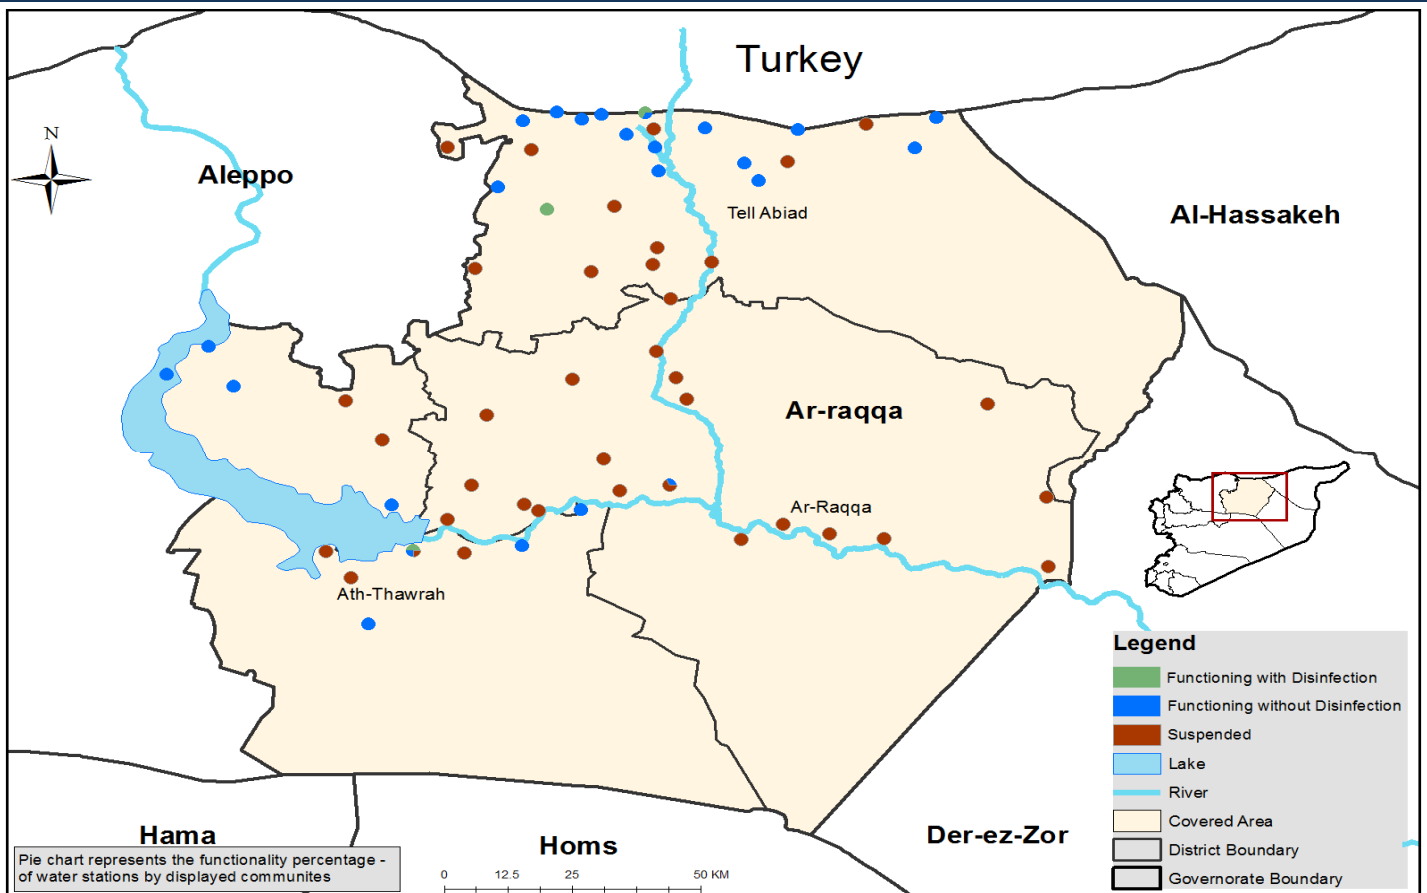 Turkey
N
Aleppo
Tell Abiad
Al-Hassakeh
Ar-raqqa
Ar-Raqqa
Ath-Thawrah
Legend
Functioning with Disinfection
Functioning without Disinfection
Suspended
Lake
River
Covered Area
District Boundary
Governorate Boundary
Hama
Homs
Der-ez-Zor
Pie chart represents the functionality percentage -
of water stations by displayed communites
0 12.5 25 50 KM